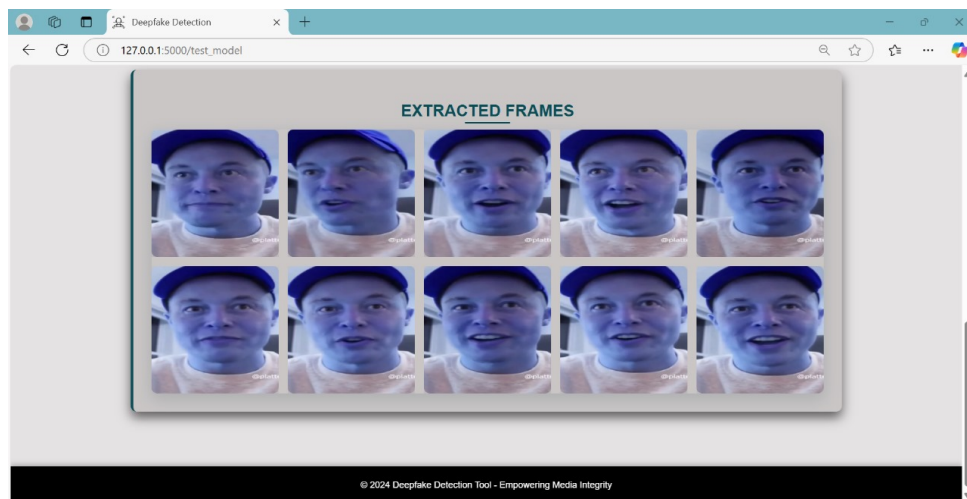 Deepfake Detection
127.0.0.1:5000/test_model
EXTRACTED FRAMES
© 2024 Deepfake Detection Tool - Empowering Media Integrity